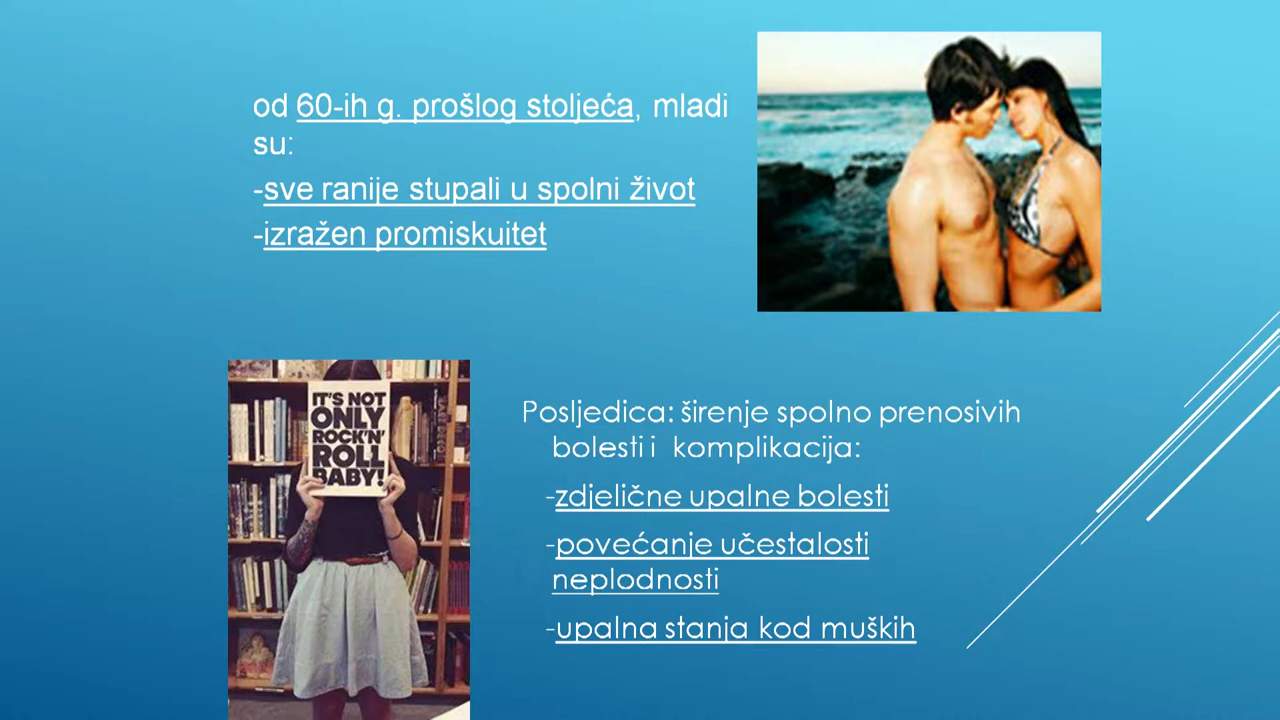 od 60-ih g. prošlog stoljeća, mladi
su:
-sve ranije stupali u spolni život
-izražen promiskuitet
IT'S NOT
ONLY
ROCK'N'
ROLL
BABY!
Posljedica: širenje spolno prenosivih
bolesti i komplikacija:
-zdjelične upalne bolesti
-povećanje učestalosti
neplodnosti
-upalna stanja kod muških